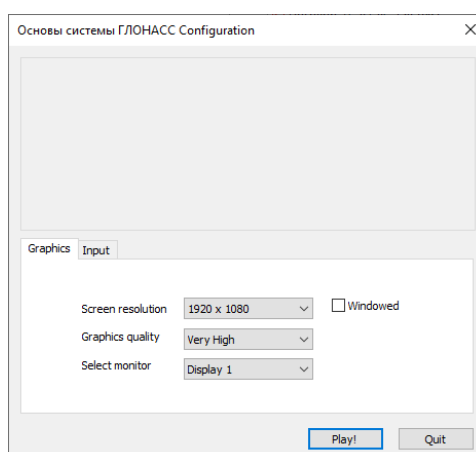 Основы системы ГЛОНАСС Configuration
Graphics Input
Screen resolution 1920 x 1080 Windowed
Graphics quality Very High
Select monitor Display 1
Play! Quit